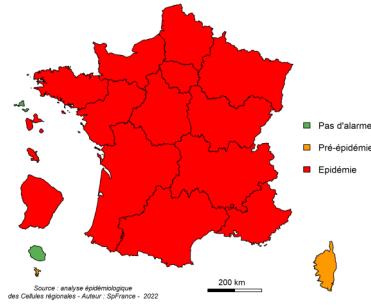 Pas d'alarme
Pré-épidémie
Epidémie
200 km
Source : analyse épidémiologique
des Cellules régionales - Auteur : SpFrance - 2022